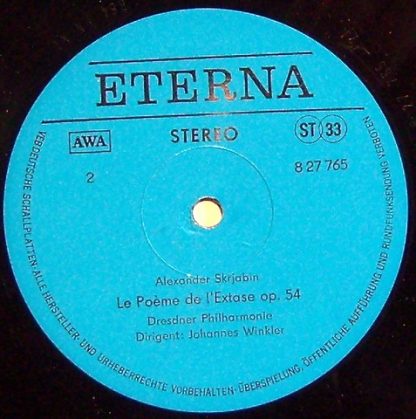 ETERNA
AWA
STEREO
ST 33
2
8 27 765
Alexander Skrjabin
Le Poème de l'Extase op. 54
Dresdner Philharmonie
Dirigent: Johannes Winkler
VEB DEUTSCHE SCHALLPLATTEN·ALLE HERSTELLER- UND URHEBERRECHTE VORBEHALTEN·ÜBERSPIELUNG, ÖFFENTLICHE AUFFÜHRUNG UND RUNDFUNKSENDUNG VERBOTEN